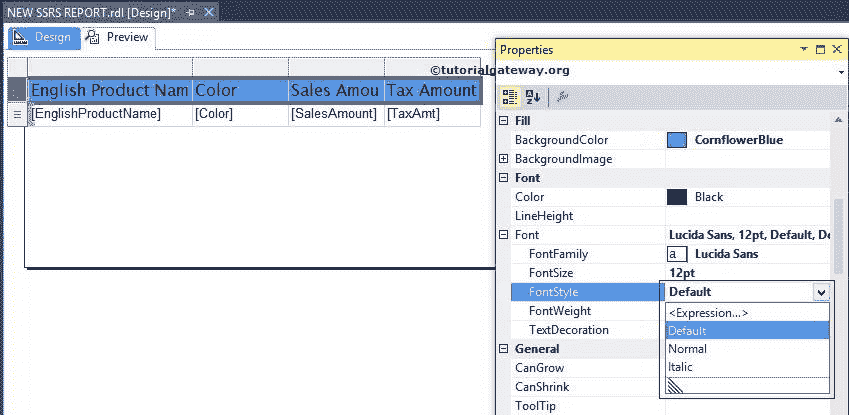 NEW SSRS REPORT.rdl [Design]*
Design Preview
©tutorialgateway.org
English Product Nam Color Sales Amou Tax Amount
[EnglishProductName] [Color] [SalesAmount] [TaxAmt]
Properties
Fill
BackgroundColor CornflowerBlue
BackgroundImage
Font
Color Black
LineHeight
Font Lucida Sans, 12pt, Default, De
FontFamily a Lucida Sans
FontSize 12pt
FontStyle Default
<Expression...>
FontWeight
Default
TextDecoration
Normal
General
Italic
CanGrow
CanShrink
ToolTip